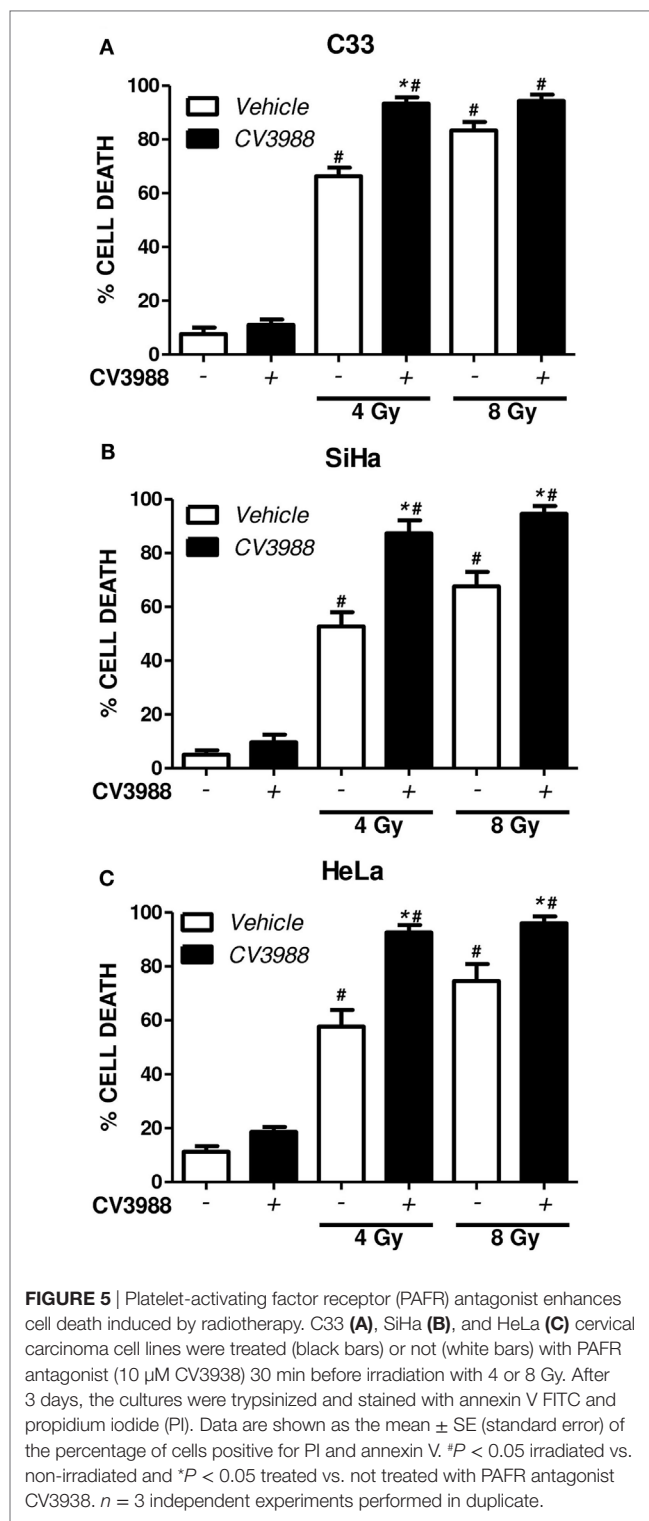 A
C33
100
80
60
40
20
0
% CELL DEATH
Vehicle
CV3988
#
*#
#
#
CV3988 - + - + - +
4 Gy 8 Gy
B
SiHa
100
80
60
40
20
0
% CELL DEATH
Vehicle
CV3988
#
*#
#
*#
CV3988 - + - + - +
4 Gy 8 Gy
C
HeLa
100
80
60
40
20
0
% CELL DEATH
Vehicle
CV3988
#
*#
#
*#
CV3988 - + - + - +
4 Gy 8 Gy
FIGURE 5 | Platelet-activating factor receptor (PAFR) antagonist enhances
cell death induced by radiotherapy. C33 (A), SiHa (B), and HeLa (C) cervical
carcinoma cell lines were treated (black bars) or not (white bars) with PAFR
antagonist (10 µM CV3938) 30 min before irradiation with 4 or 8 Gy. After
3 days, the cultures were trypsinized and stained with annexin V FITC and
propidium iodide (PI). Data are shown as the mean ± SE (standard error) of
the percentage of cells positive for PI and annexin V. #P < 0.05 irradiated vs.
non-irradiated and *P < 0.05 treated vs. not treated with PAFR antagonist
CV3938. n = 3 independent experiments performed in duplicate.